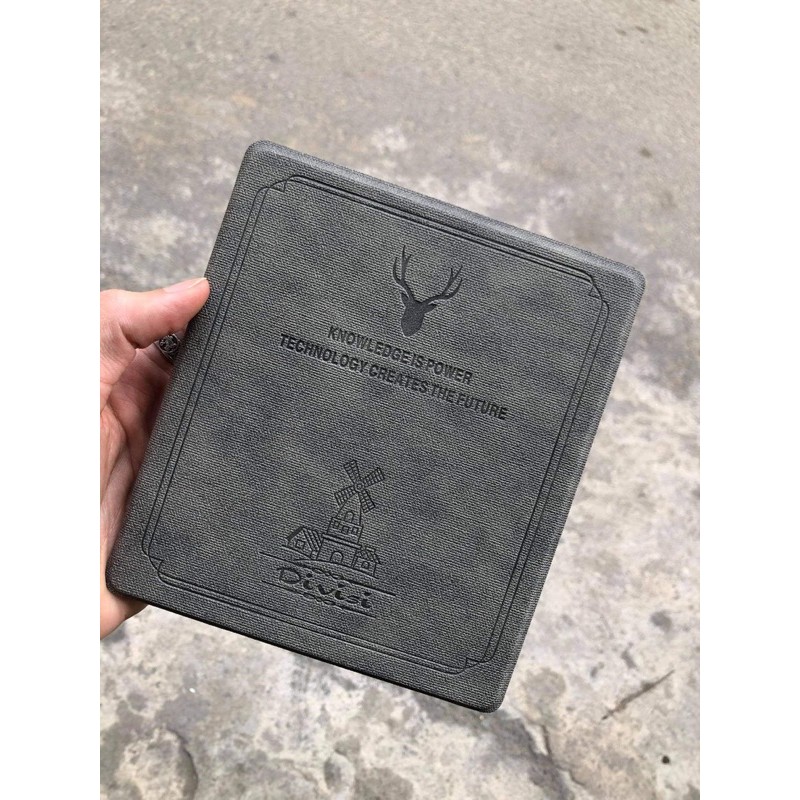 KNOWLEDGE IS POWER
TECHNOLOGY CREATES THE FUTURE
Divisi